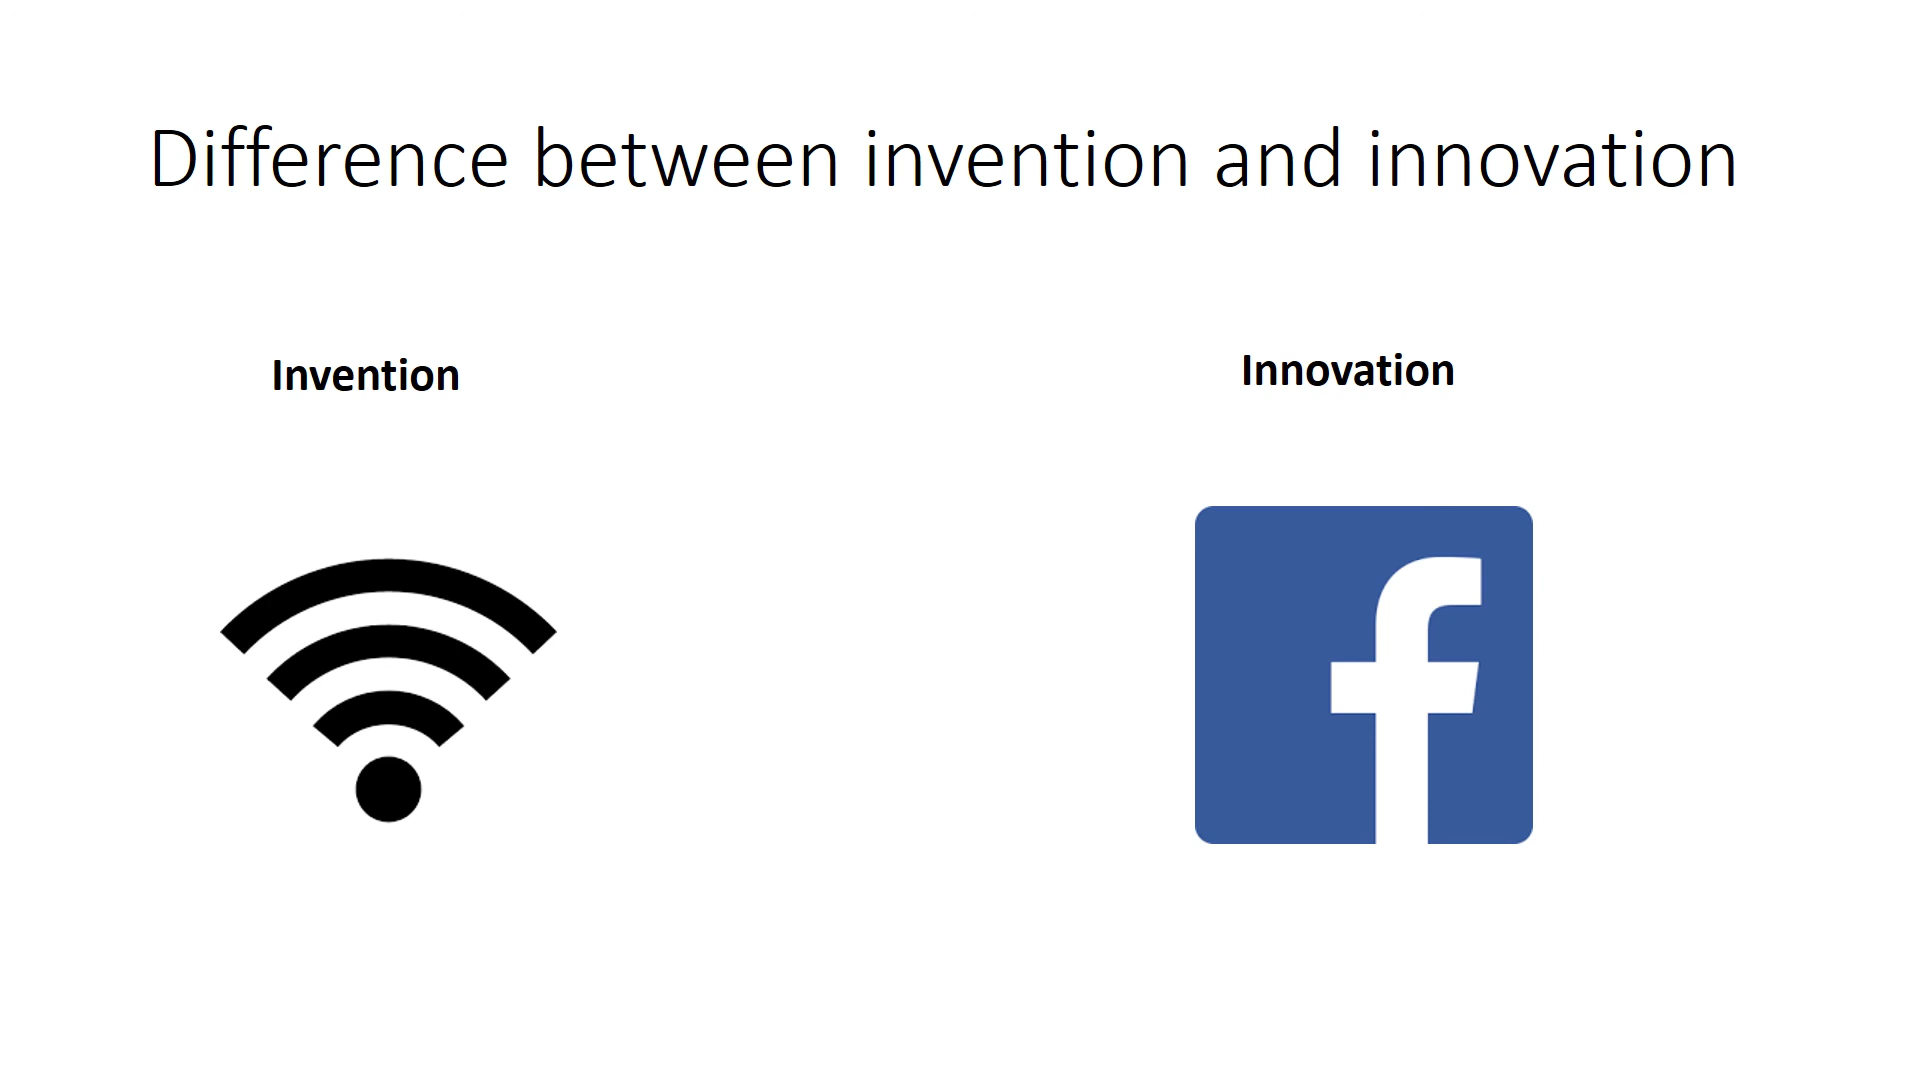 Difference between invention and innovation
Invention
Innovation
f